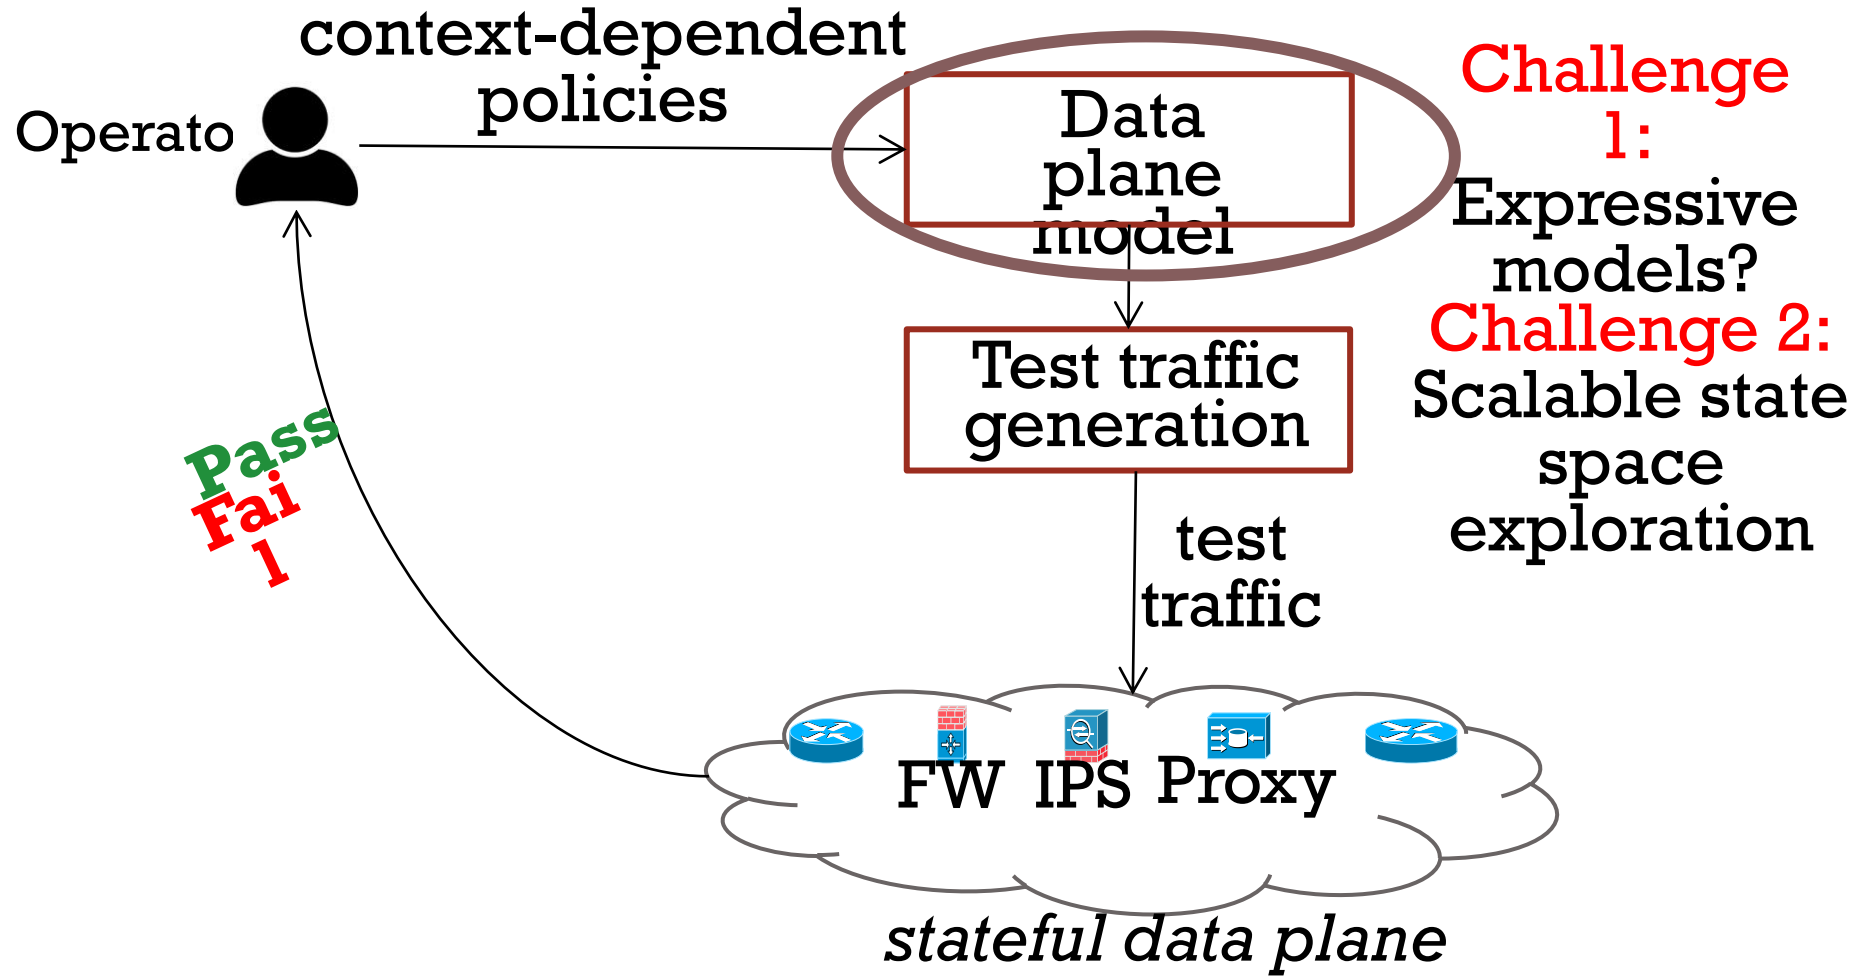 context-dependent
policies
Operato
Data
plane
model
Challenge
1:
Expressive
models?
Challenge 2:
Scalable state
space
exploration
Test traffic
generation
Pass
Fai
l
test
traffic
FW IPS Proxy
stateful data plane